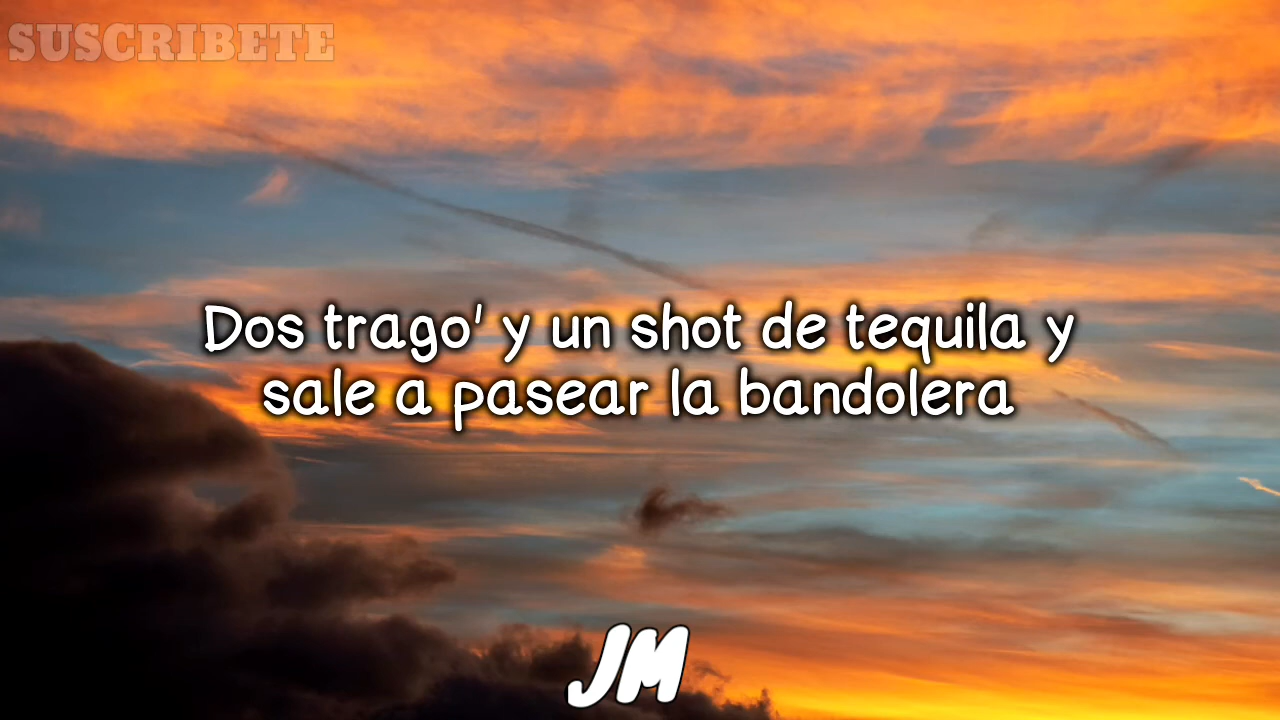 SUSCRIBETE
Dos trago' y un shot de tequila y
sale a pasear la bandolera
JM